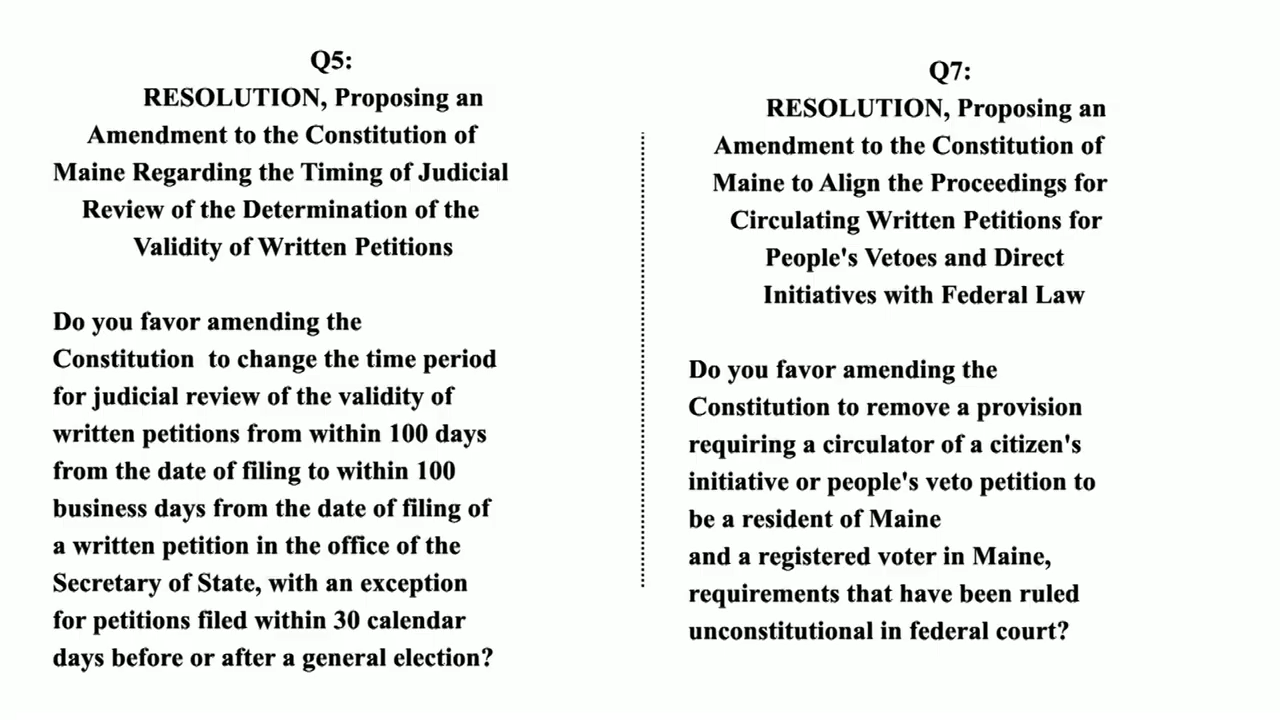 Q5:
RESOLUTION, Proposing an
Amendment to the Constitution of
Maine Regarding the Timing of Judicial
Review of the Determination of the
Validity of Written Petitions
Do you favor amending the
Constitution  to change the time period
for judicial review of the validity of
written petitions from within 100 days
from the date of filing to within 100
business days from the date of filing of
a written petition in the office of the
Secretary of State, with an exception
for petitions filed within 30 calendar
days before or after a general election?
Q7:
RESOLUTION, Proposing an
Amendment to the Constitution of
Maine to Align the Proceedings for
Circulating Written Petitions for
People's Vetoes and Direct
Initiatives with Federal Law
Do you favor amending the
Constitution to remove a provision
requiring a circulator of a citizen's
initiative or people's veto petition to
be a resident of Maine
and a registered voter in Maine,
requirements that have been ruled
unconstitutional in federal court?